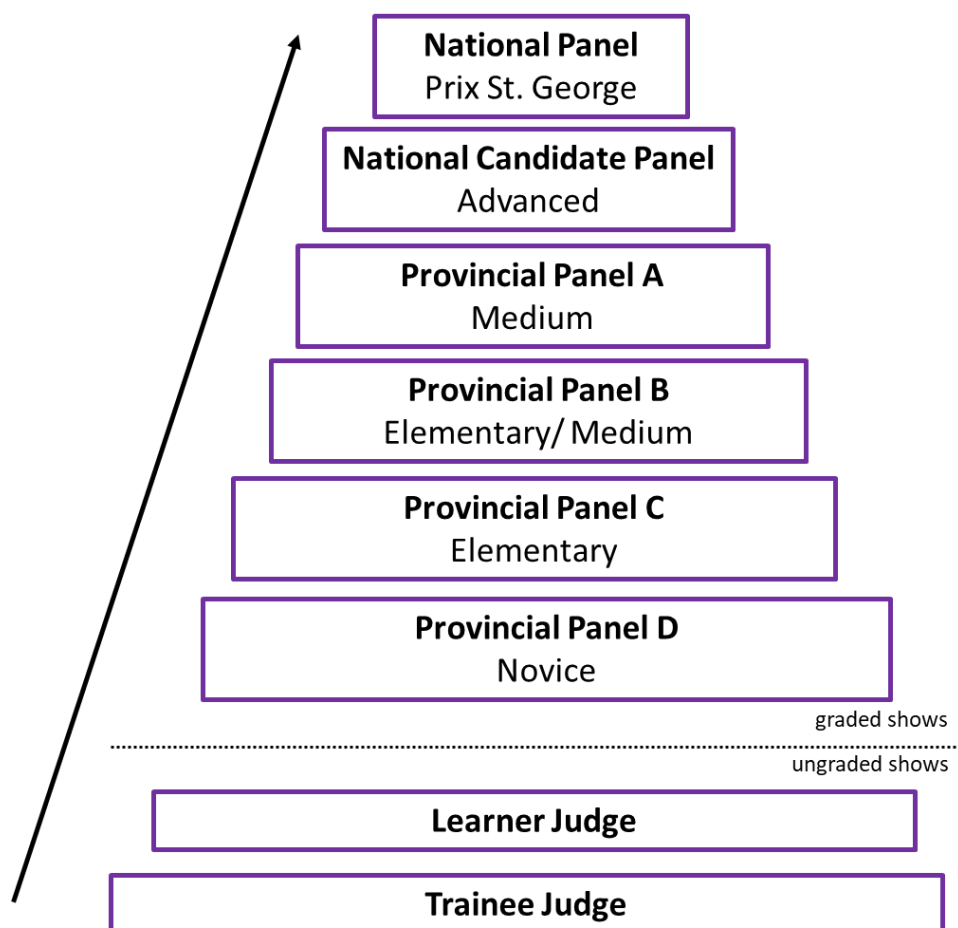 National Panel
Prix St. George
National Candidate Panel
Advanced
Provincial Panel A
Medium
Provincial Panel B
Elementary/ Medium
Provincial Panel C
Elementary
Provincial Panel D
Novice
graded shows
ungraded shows
Learner Judge
Trainee Judge